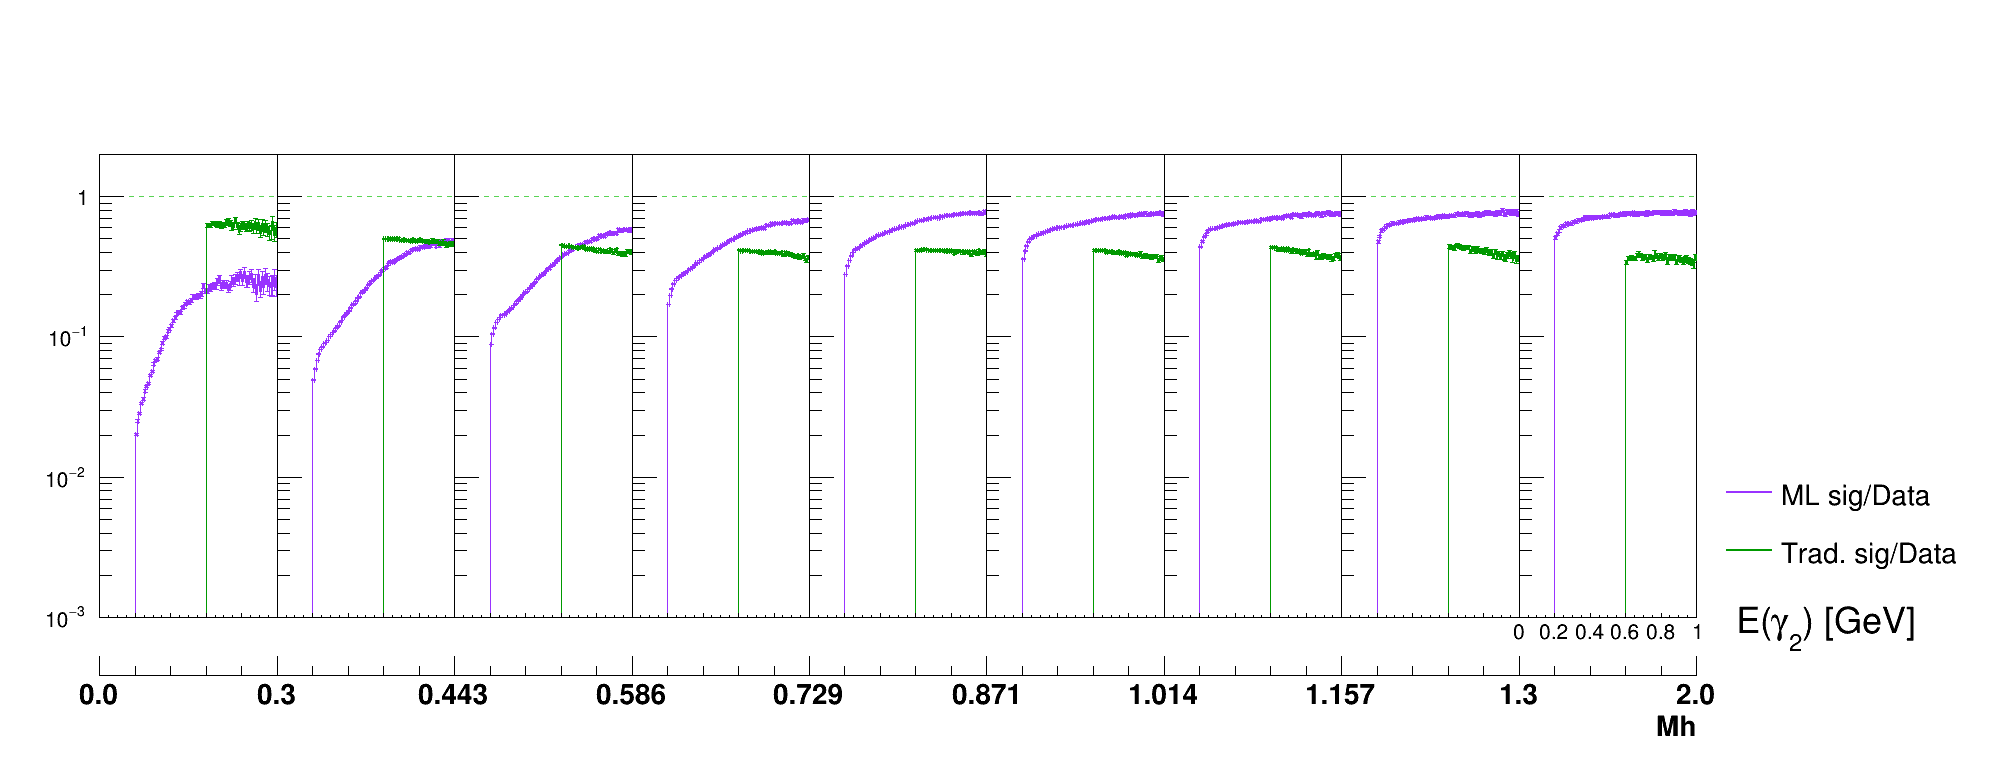 1
10⁻¹
10⁻²
10⁻³
ML sig/Data
Trad. sig/Data
E(γ₂) [GeV]
0 0.2 0.4 0.6 0.8 1
0.0 0.3 0.443 0.586 0.729 0.871 1.014 1.157 1.3 2.0
Mh